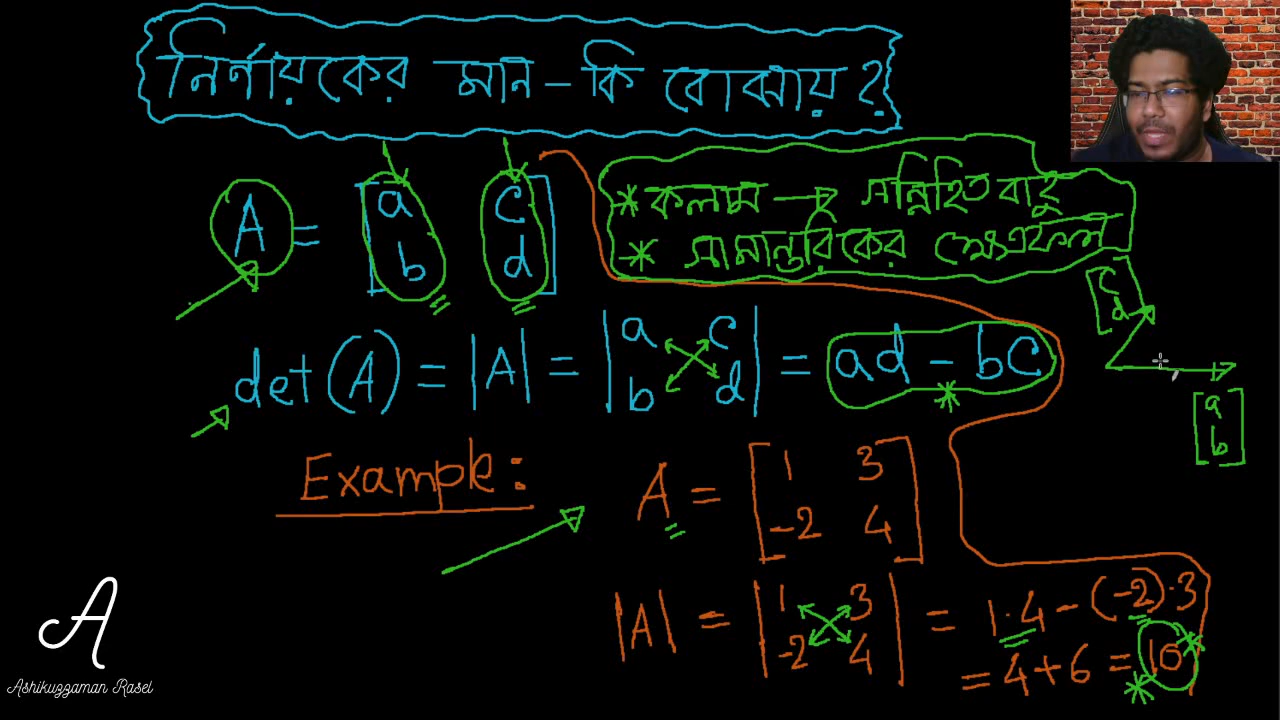 নির্ণায়কের মান – কি বোঝায় ?
* কলাম → সন্নিহিত বাহু
* সামান্তরিকের ক্ষেত্রফল
A = [a c
b d]
[c
d]
[a
b]
det (A) = |A| = |a c
b d| = ad – bc
Example:
A = [1 3
-2 4]
|A| = |1 3
-2 4| = 1·4 – (-2)·3
= 4+6 = 10
A
Ashikuzzaman Rasel